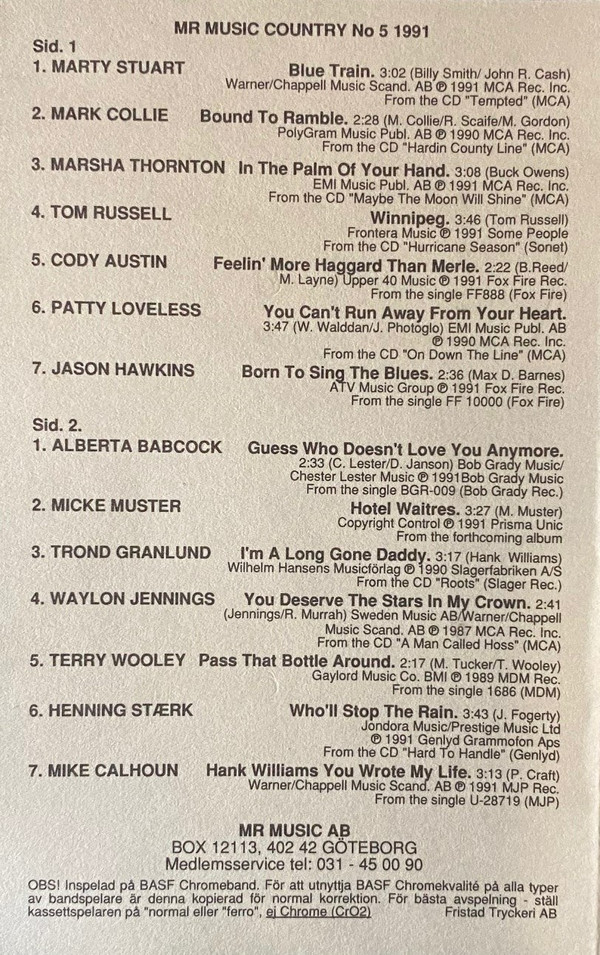 MR MUSIC COUNTRY No 5 1991
Sid. 1
1. MARTY STUART Blue Train. 3:02 (Billy Smith/ John R. Cash)
Warner/Chappell Music Scand. AB ℗ 1991 MCA Rec. Inc.
From the CD "Tempted" (MCA)
2. MARK COLLIE Bound To Ramble. 2:28 (M. Collie/R. Scaife/M. Gordon)
PolyGram Music Publ. AB ℗ 1990 MCA Rec. Inc.
From the CD "Hardin County Line" (MCA)
3. MARSHA THORNTON In The Palm Of Your Hand. 3:08 (Buck Owens)
EMI Music Publ. AB ℗ 1991 MCA Rec. Inc.
From the CD "Maybe The Moon Will Shine" (MCA)
4. TOM RUSSELL Winnipeg. 3:46 (Tom Russell)
Frontera Music ℗ 1991 Some People
From the CD "Hurricane Season" (Sonet)
5. CODY AUSTIN Feelin' More Haggard Than Merle. 2:22 (B.Reed/
M. Layne) Upper 40 Music ℗ 1991 Fox Fire Rec.
From the single FF888 (Fox Fire)
6. PATTY LOVELESS You Can't Run Away From Your Heart.
3:47 (W. Walddan/J. Photoglo) EMI Music Publ. AB
℗ 1990 MCA Rec. Inc.
From the CD "On Down The Line" (MCA)
7. JASON HAWKINS Born To Sing The Blues. 2:36 (Max D. Barnes)
ATV Music Group ℗ 1991 Fox Fire Rec.
From the single FF 10000 (Fox Fire)
Sid. 2.
1. ALBERTA BABCOCK Guess Who Doesn't Love You Anymore.
2:33 (C. Lester/D. Janson) Bob Grady Music/
Chester Lester Music ℗ 1991Bob Grady Music
From the single BGR-009 (Bob Grady Rec.)
2. MICKE MUSTER Hotel Waitres. 3:27 (M. Muster)
Copyright Control ℗ 1991 Prisma Unic
From the forthcoming album
3. TROND GRANLUND I'm A Long Gone Daddy. 3:17 (Hank Williams)
Wilhelm Hansens Musicförlag ℗ 1990 Slagerfabriken A/S
From the CD "Roots" (Slager Rec.)
4. WAYLON JENNINGS You Deserve The Stars In My Crown. 2:41
(Jennings/R. Murrah) Sweden Music AB/Warner/Chappell
Music Scand. AB ℗ 1987 MCA Rec. Inc.
From the CD "A Man Called Hoss" (MCA)
5. TERRY WOOLEY Pass That Bottle Around. 2:17 (M. Tucker/T. Wooley)
Gaylord Music Co. BMI ℗ 1989 MDM Rec.
From the single 1686 (MDM)
6. HENNING STÆRK Who'll Stop The Rain. 3:43 (J. Fogerty)
Jondora Music/Prestige Music Ltd
℗ 1991 Genlyd Grammofon Aps
From the CD "Hard To Handle" (Genlyd)
7. MIKE CALHOUN Hank Williams You Wrote My Life. 3:13 (P. Craft)
Warner/Chappell Music Scand. AB ℗ 1991 MJP Rec.
From the single U-28719 (MJP)
MR MUSIC AB
BOX 12113, 402 42 GÖTEBORG
Medlemsservice tel: 031 - 45 00 90
OBS! Inspelad på BASF Chromeband. För att utnyttja BASF Chromekvalité på alla typer
av bandspelare är denna kopierad för normal korrektion. För bästa avspelning - ställ
kassettspelaren på "normal eller "ferro", ej Chrome (CrO2) Fristad Tryckeri AB